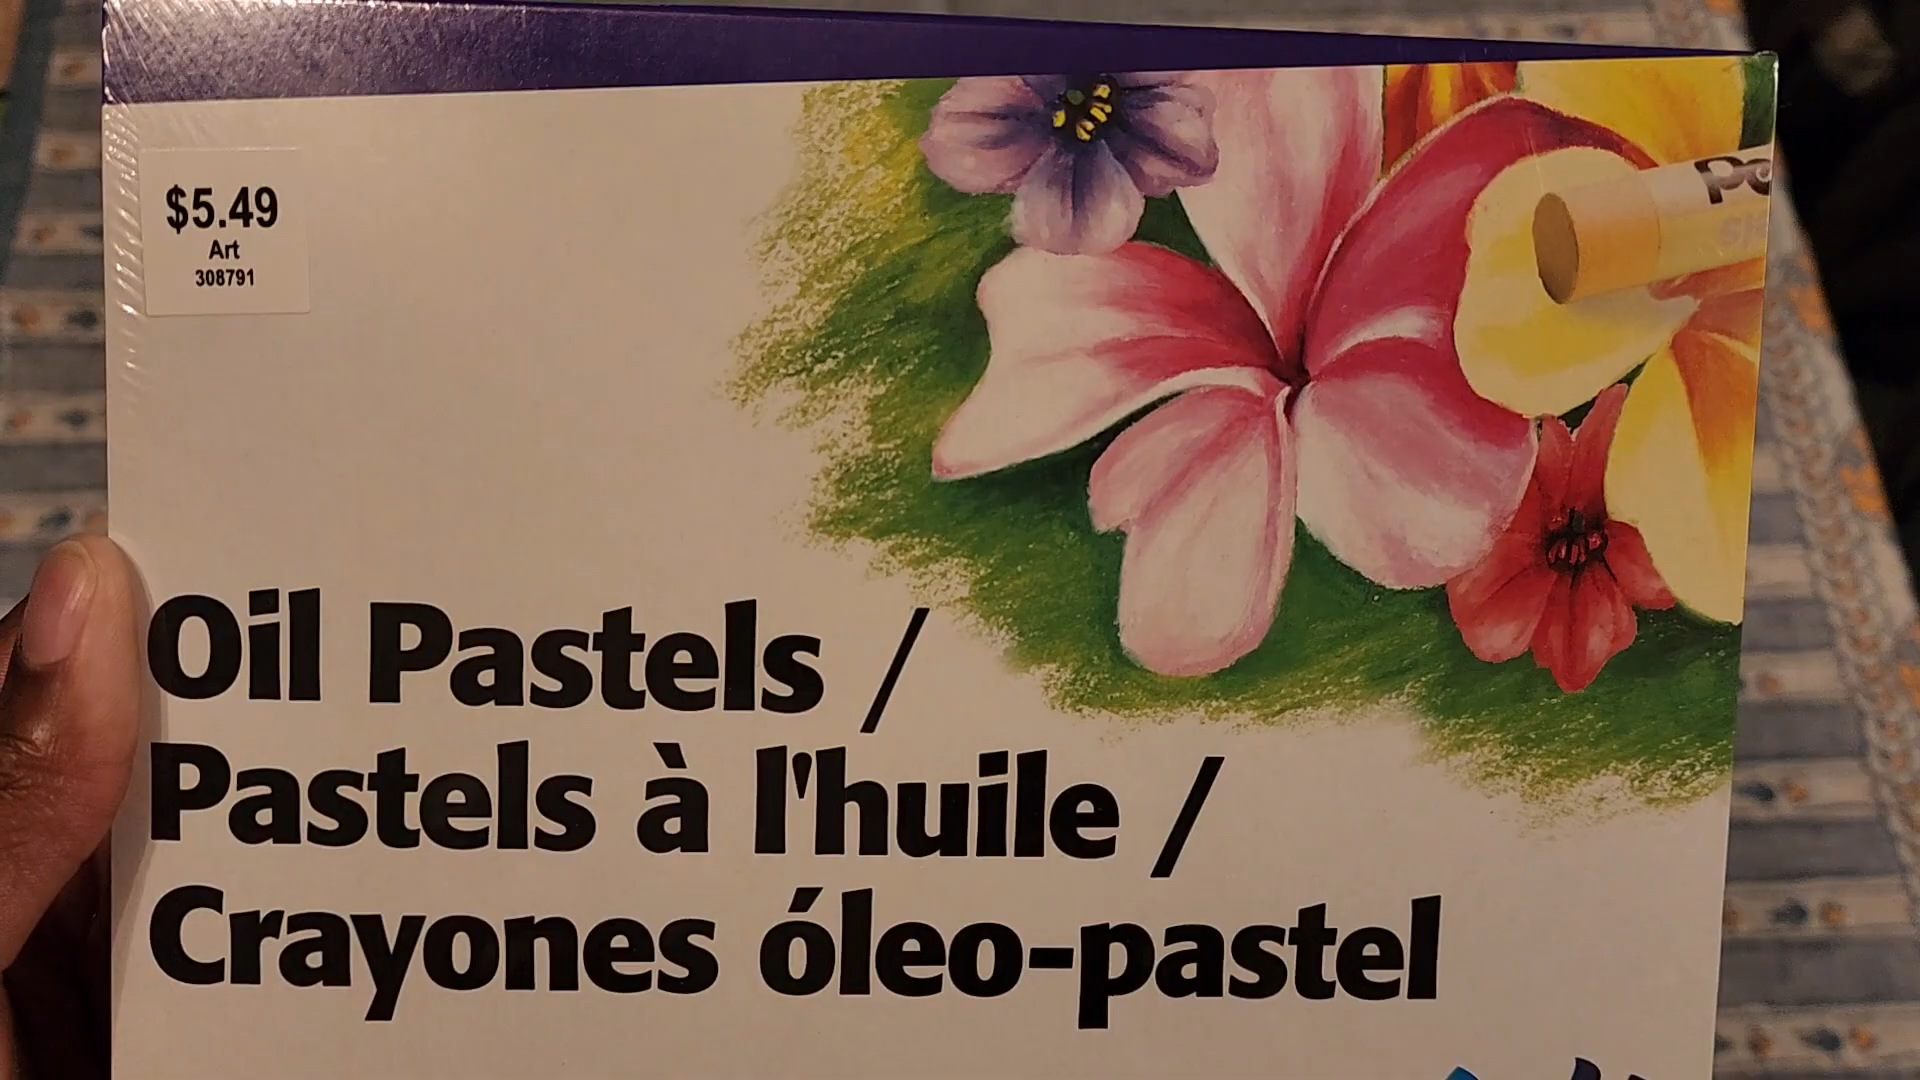 $5.49
Art
308791
Oil Pastels /
Pastels à l'huile /
Crayones óleo-pastel